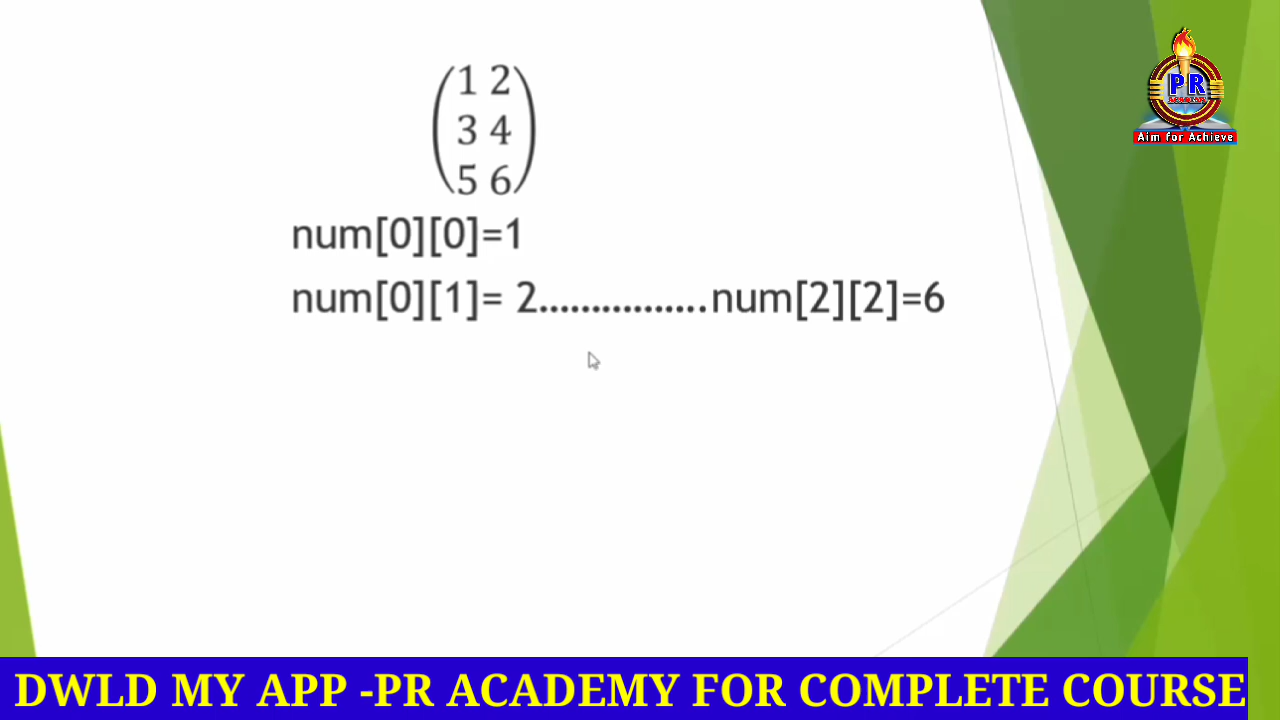 1 2
3 4
5 6
num[0][0]=1
num[0][1]= 2................num[2][2]=6
PR
Aim for Achieve
DWLD MY APP -PR ACADEMY FOR COMPLETE COURSE